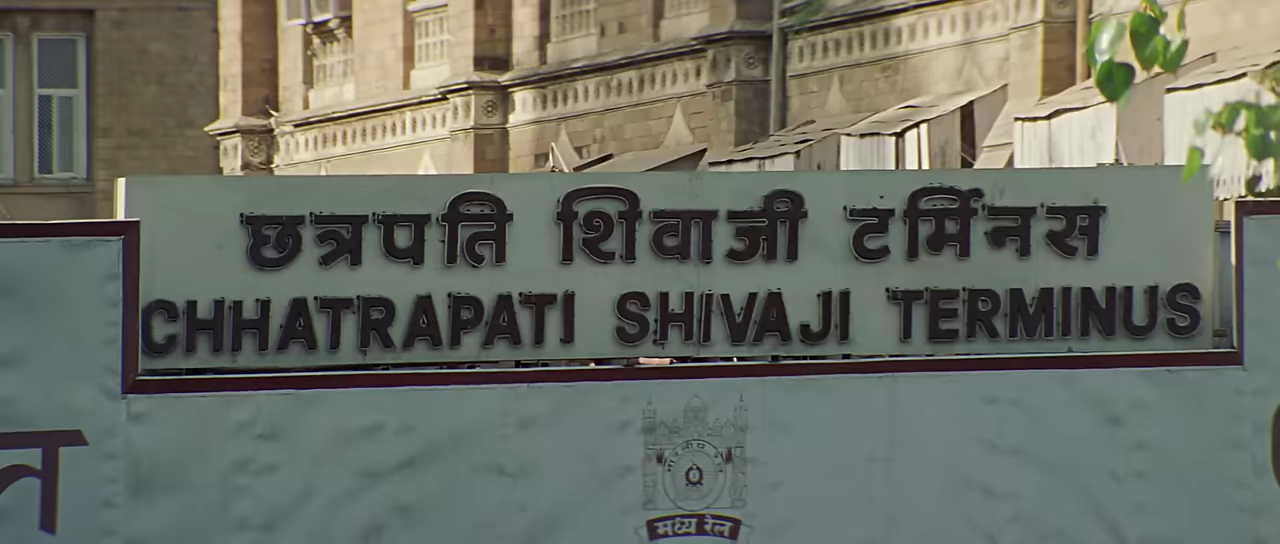 छत्रपति शिवाजी टर्मिनस
CHHATRAPATI SHIVAJI TERMINUS
मध्य रेल